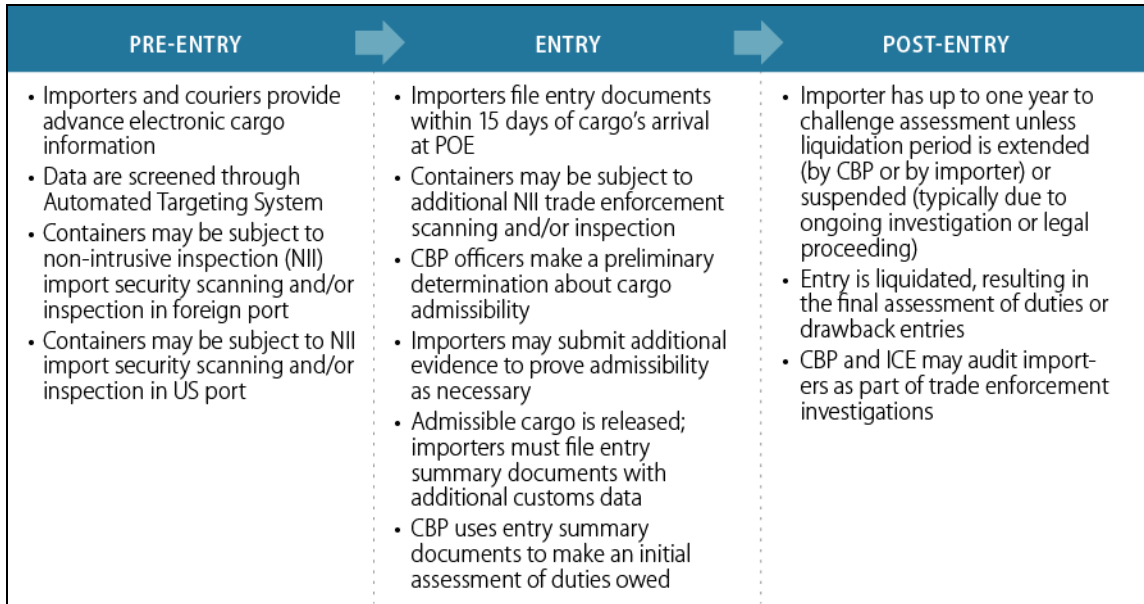 PRE-ENTRY
ENTRY
POST-ENTRY
• Importers and couriers provide
advance electronic cargo
information
• Data are screened through
Automated Targeting System
• Containers may be subject to
non-intrusive inspection (NII)
import security scanning and/or
inspection in foreign port
• Containers may be subject to NII
import security scanning and/or
inspection in US port
• Importers file entry documents
within 15 days of cargo's arrival
at POE
• Containers may be subject to
additional NII trade enforcement
scanning and/or inspection
• CBP officers make a preliminary
determination about cargo
admissibility
• Importers may submit additional
evidence to prove admissibility
as necessary
• Admissible cargo is released;
importers must file entry
summary documents with
additional customs data
• CBP uses entry summary
documents to make an initial
assessment of duties owed
• Importer has up to one year to
challenge assessment unless
liquidation period is extended
(by CBP or by importer) or
suspended (typically due to
ongoing investigation or legal
proceeding)
• Entry is liquidated, resulting in
the final assessment of duties or
drawback entries
• CBP and ICE may audit import-
ers as part of trade enforcement
investigations